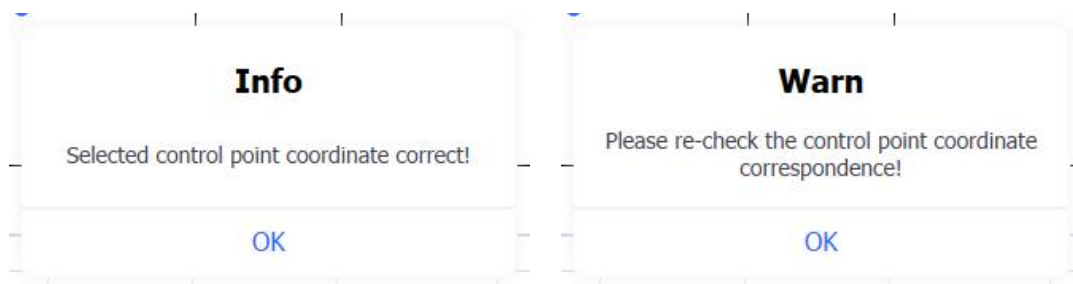 Info
Selected control point coordinate correct!
OK
Warn
Please re-check the control point coordinate
correspondence!
OK